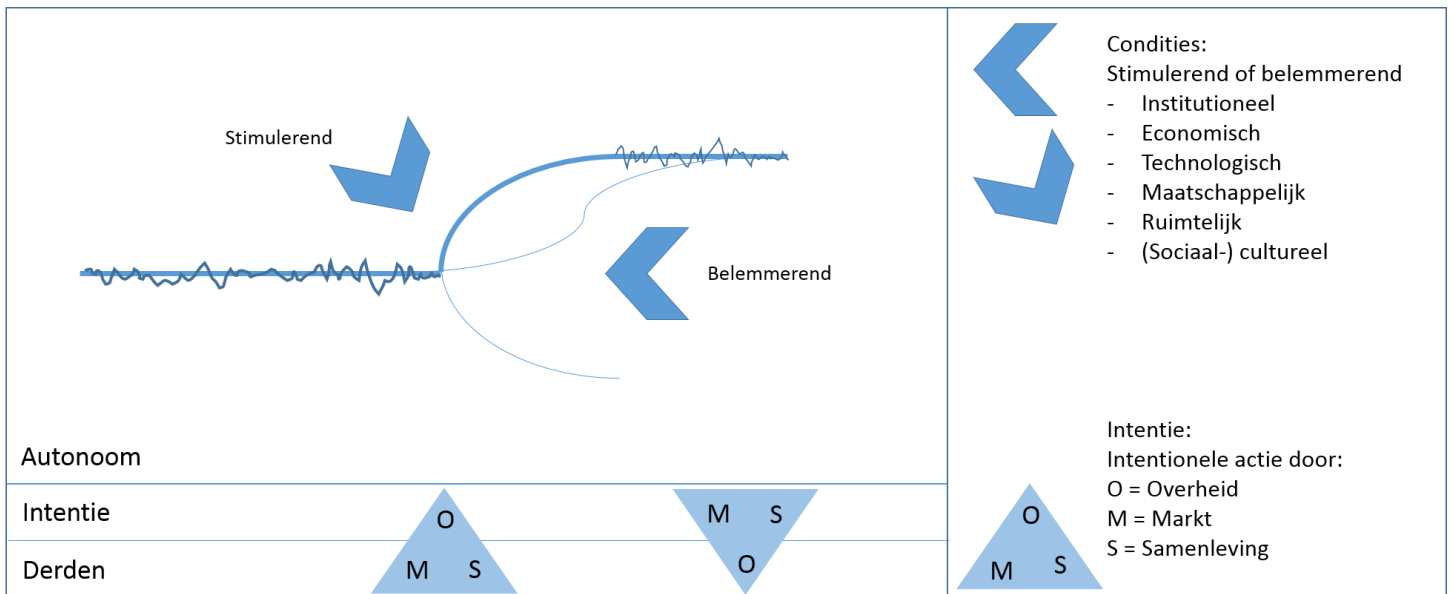 Stimulerend
Belemmerend
Autonoom
Intentie
O
M S
M S
O
Derden
Condities:
Stimulerend of belemmerend
- Institutioneel
- Economisch
- Technologisch
- Maatschappelijk
- Ruimtelijk
- (Sociaal-) cultureel
Intentie:
Intentionele actie door:
O = Overheid
M = Markt
S = Samenleving
O
M S